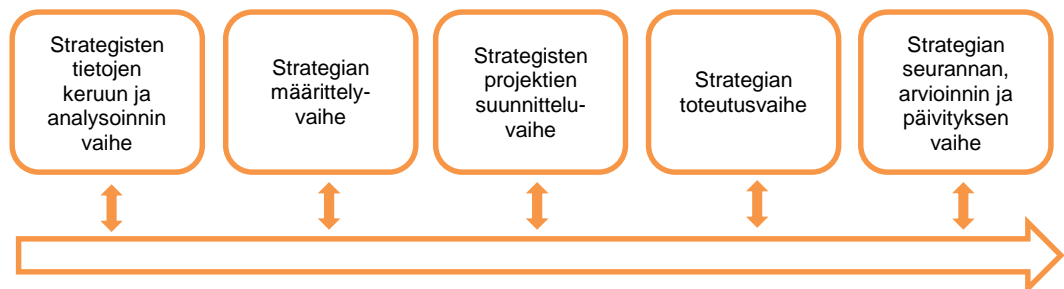 Strategisten
tietojen
keruun ja
analysoinnin
vaihe
Strategian
määrittely-
vaihe
Strategisten
projektien
suunnittelu-
vaihe
Strategian
toteutusvaihe
Strategian
seurannan,
arvioinnin ja
päivityksen
vaihe